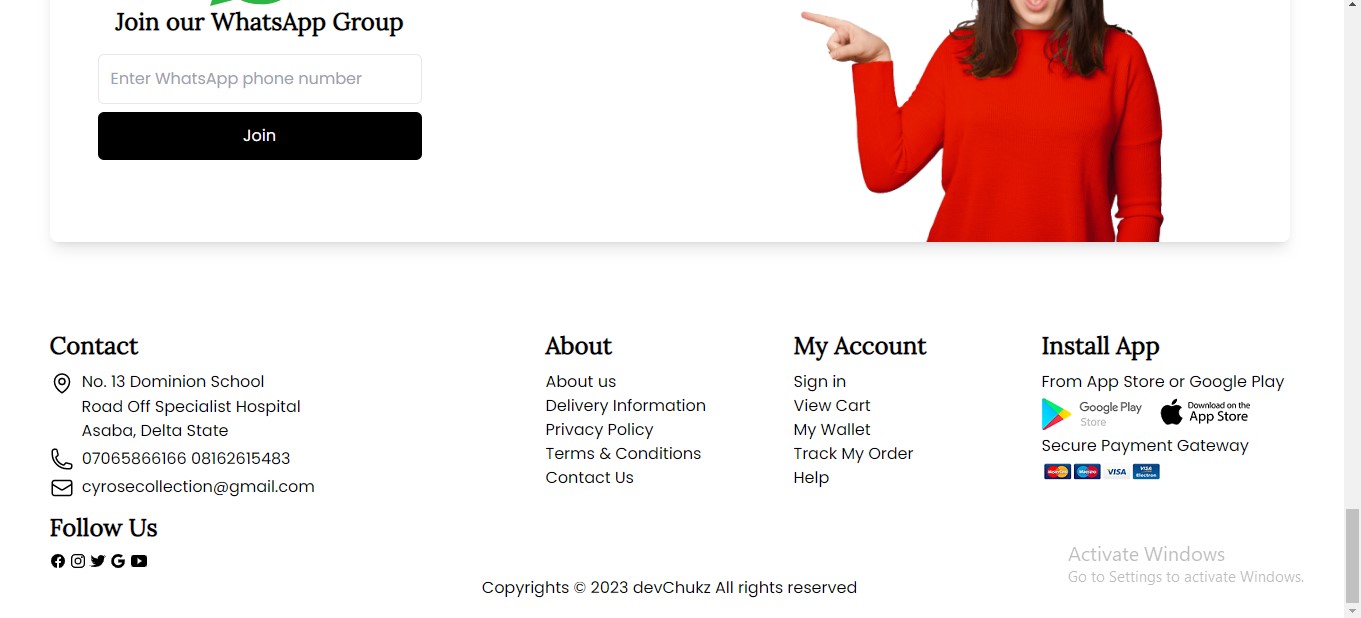 Join our WhatsApp Group
Enter WhatsApp phone number
Join
Contact
No. 13 Dominion School
Road Off Specialist Hospital
Asaba, Delta State
07065866166 08162615483
cyrosecollection@gmail.com
Follow Us
About
About us
Delivery Information
Privacy Policy
Terms & Conditions
Contact Us
My Account
Sign in
View Cart
My Wallet
Track My Order
Help
Install App
From App Store or Google Play
Google Play
Store
Download on the
App Store
Secure Payment Gateway
VISA
VISA
Electron
Activate Windows
Go to Settings to activate Windows.
Copyrights © 2023 devChukz All rights reserved